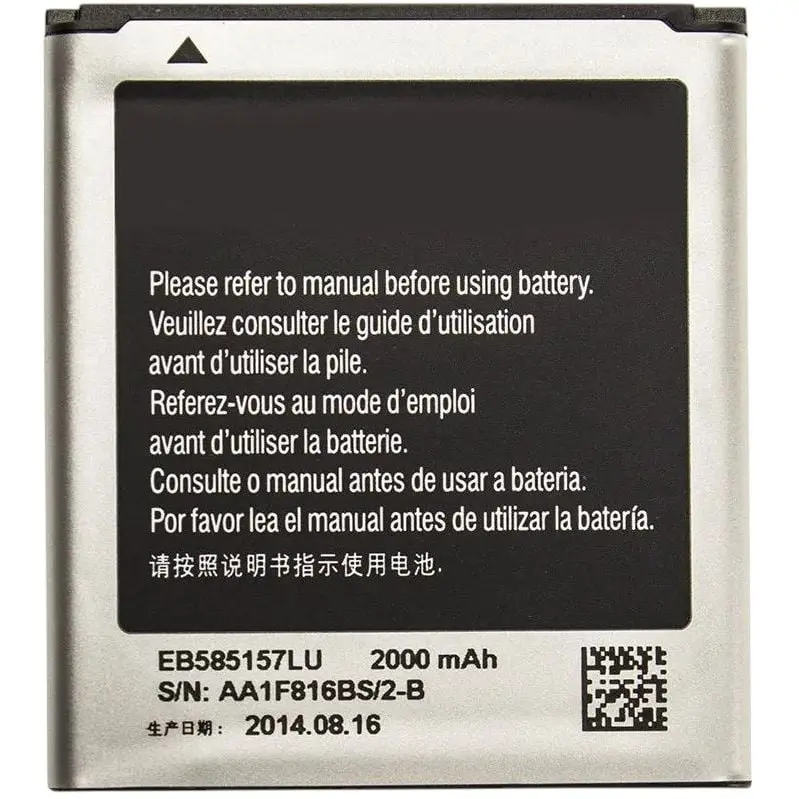 Please refer to manual before using battery.
Veuillez consulter le guide d'utilisation
avant d'utiliser la pile.
Referez-vous au mode d'emploi
avant d'utiliser la batterie.
Consulte o manual antes de usar a bateria.
Por favor lea el manual antes de utilizar la batería.
请按照说明书指示使用电池.
EB585157LU 2000 mAh
S/N: AA1F816BS/2-B
生产日期: 2014.08.16